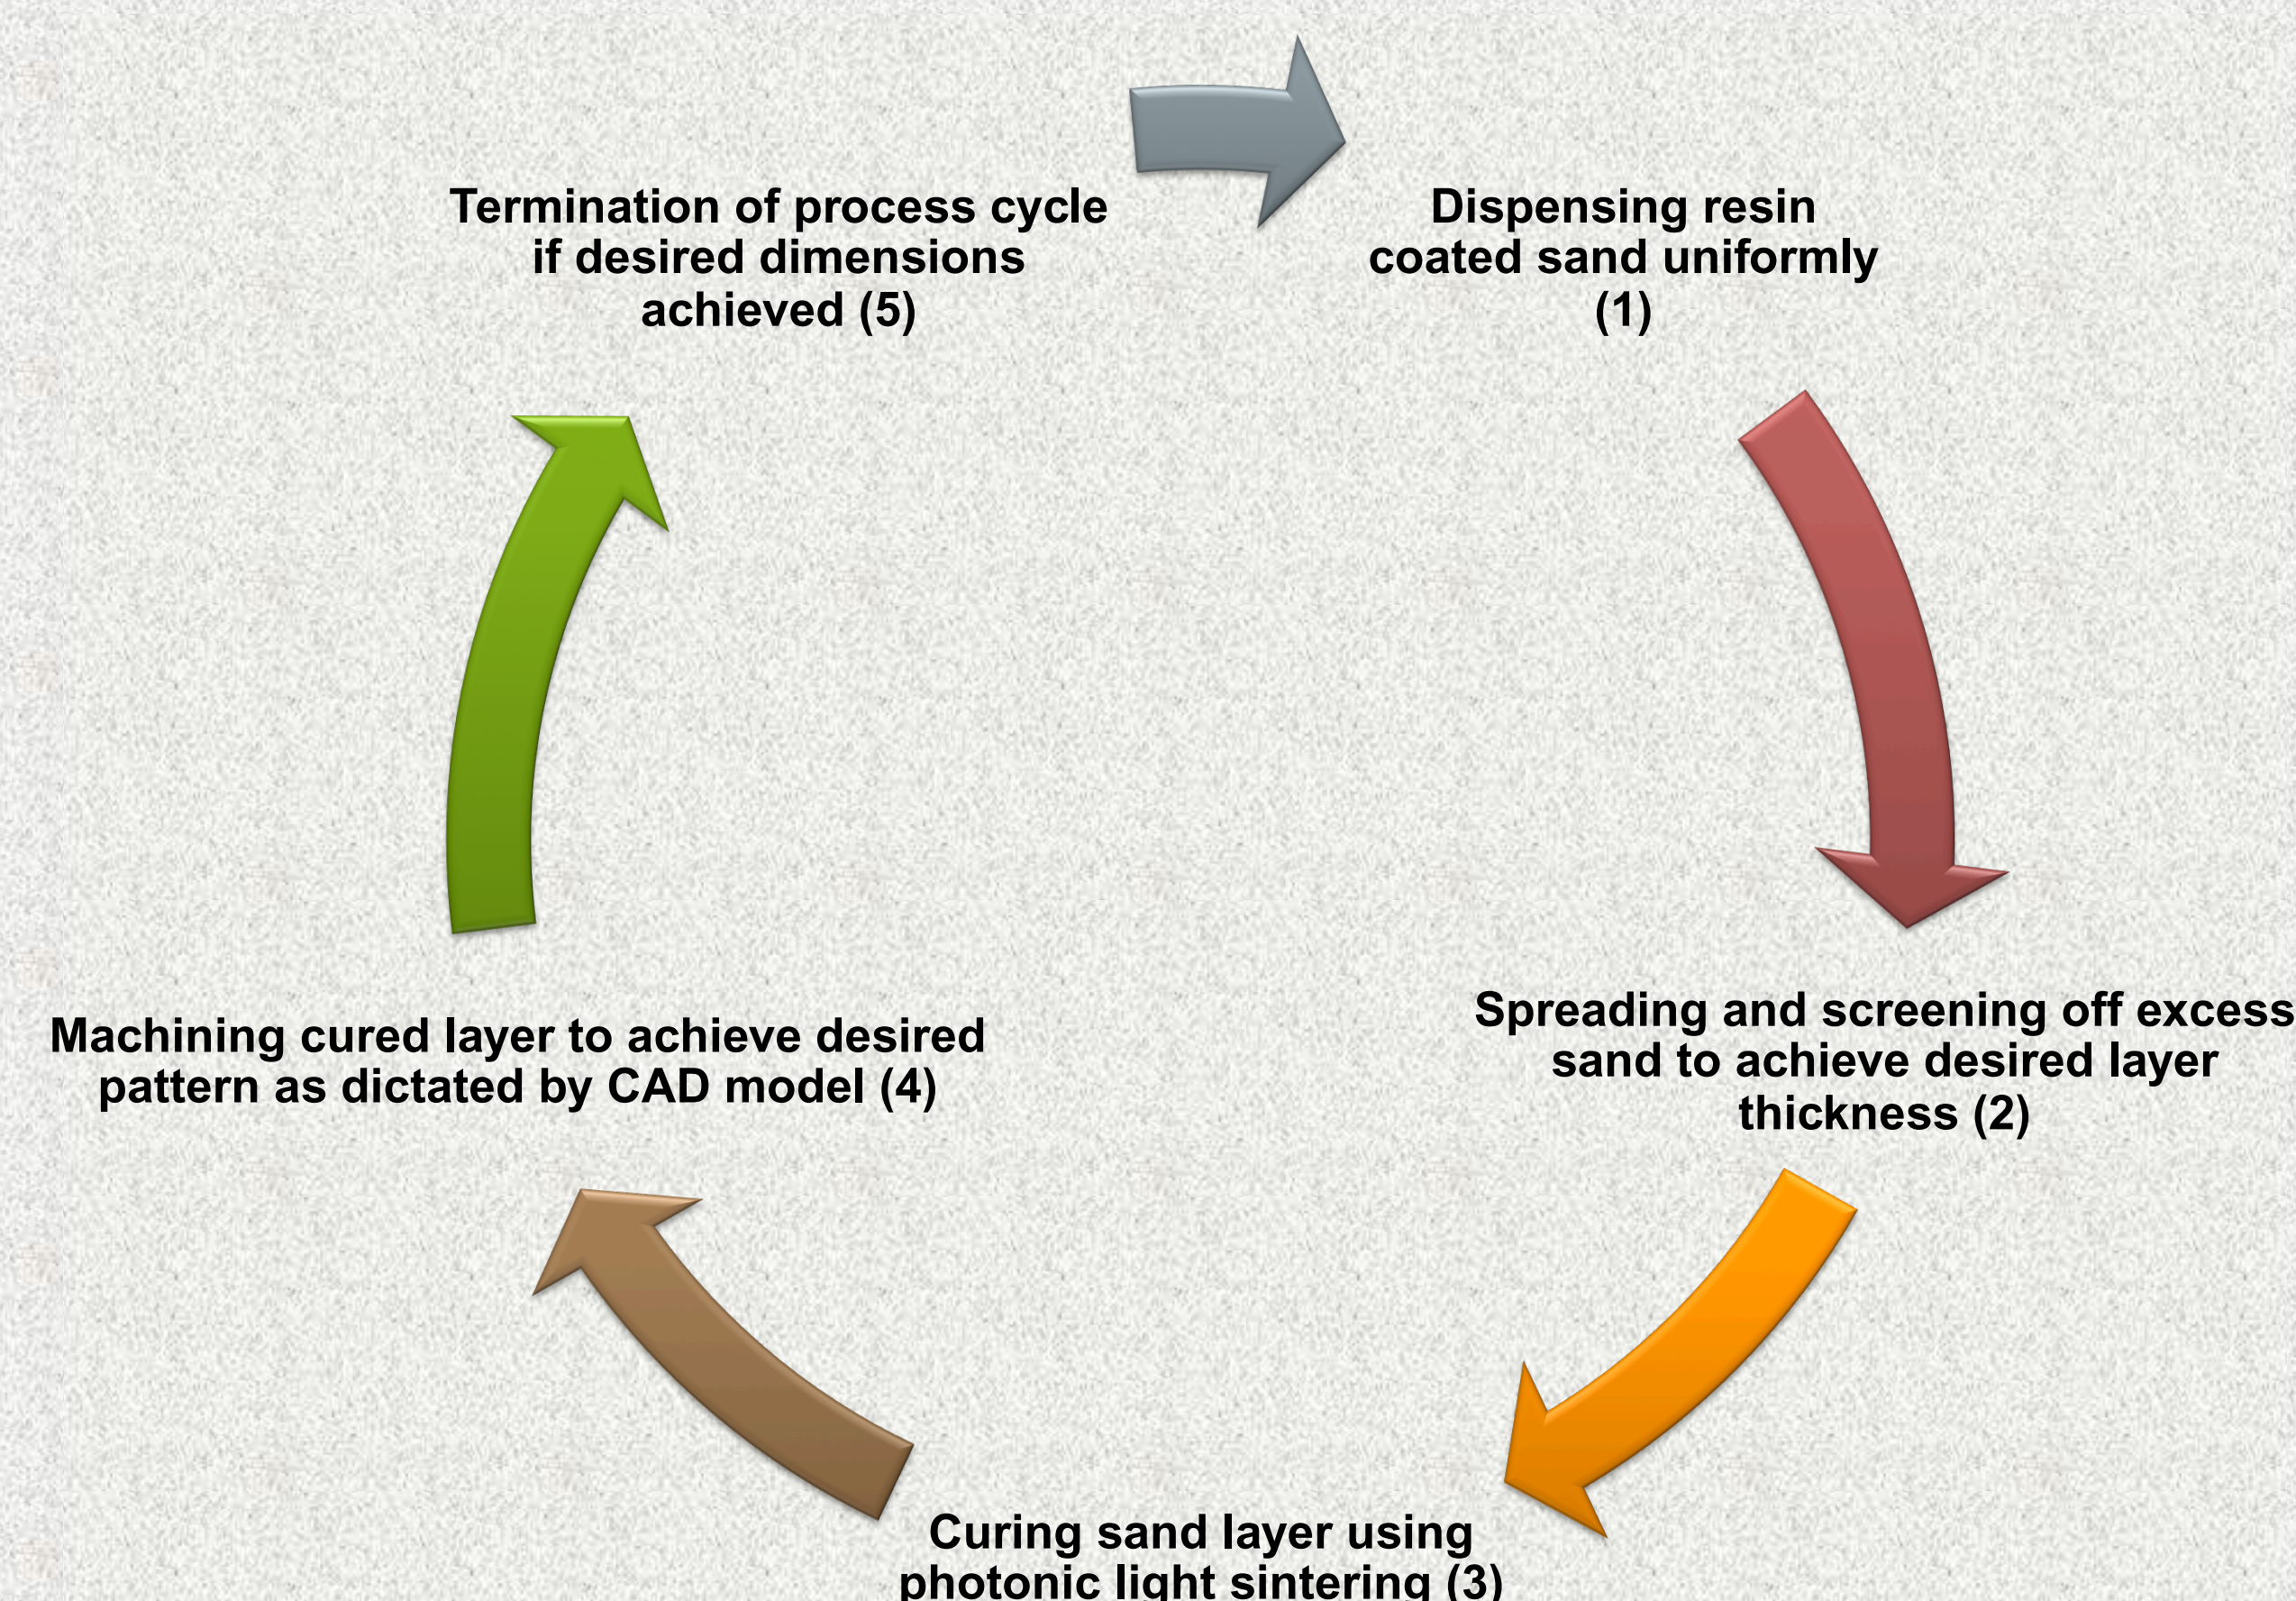 Termination of process cycle
if desired dimensions
achieved (5)
Dispensing resin
coated sand uniformly
(1)
Spreading and screening off excess
sand to achieve desired layer
thickness (2)
Machining cured layer to achieve desired
pattern as dictated by CAD model (4)
Curing sand layer using
photonic light sintering (3)